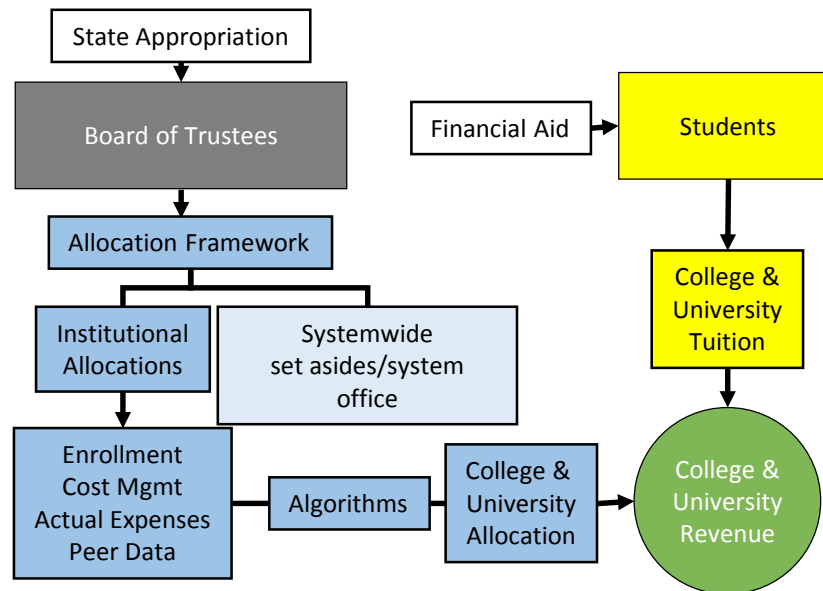 State Appropriation
Board of Trustees
Financial Aid
Students
Allocation Framework
College &
University
Tuition
Institutional
Allocations
Systemwide
set asides/system
office
Enrollment
Cost Mgmt
Actual Expenses
Peer Data
Algorithms
College &
University
Allocation
College &
University
Revenue